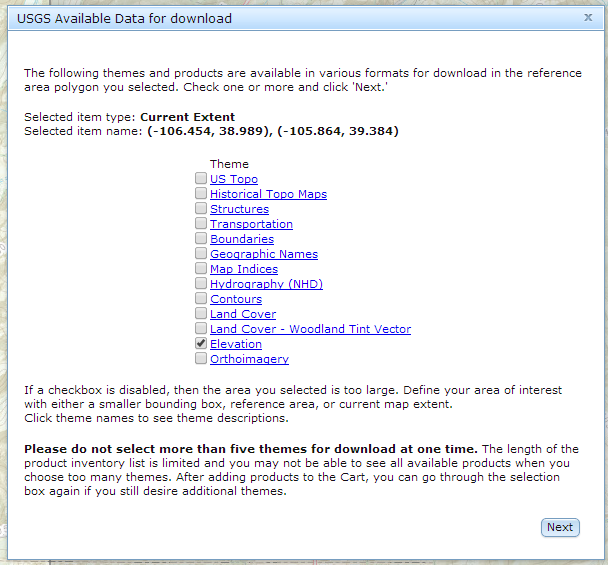 USGS Available Data for download
x
The following themes and products are available in various formats for download in the reference
area polygon you selected. Check one or more and click 'Next.'
Selected item type: Current Extent
Selected item name: (-106.454, 38.989), (-105.864, 39.384)
Theme
US Topo
Historical Topo Maps
Structures
Transportation
Boundaries
Geographic Names
Map Indices
Hydrography (NHD)
Contours
Land Cover
Land Cover - Woodland Tint Vector
Elevation
Orthoimagery
If a checkbox is disabled, then the area you selected is too large. Define your area of interest
with either a smaller bounding box, reference area, or current map extent.
Click theme names to see theme descriptions.
Please do not select more than five themes for download at one time. The length of the
product inventory list is limited and you may not be able to see all available products when you
choose too many themes. After adding products to the Cart, you can go through the selection
box again if you still desire additional themes.
Next